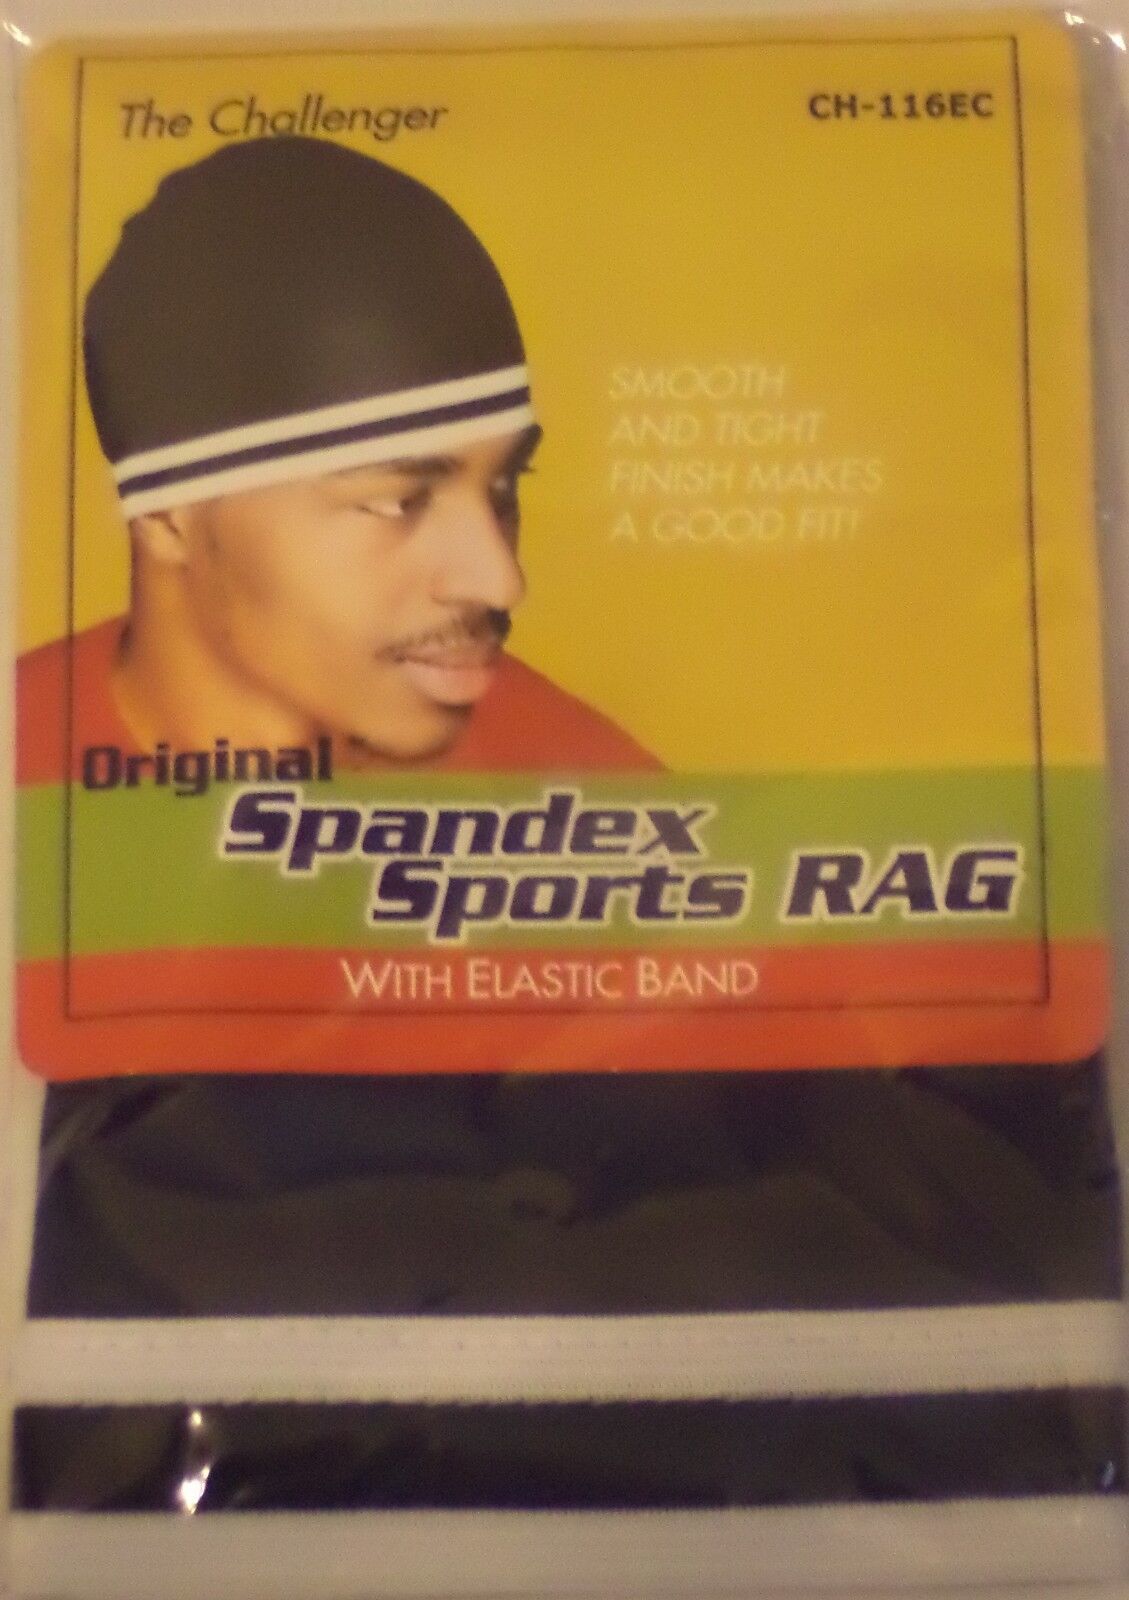 The Challenger
CH-116EC
SMOOTH
AND TIGHT
FINISH MAKES
A GOOD FIT!
Original
Spandex
Sports RAG
WITH ELASTIC BAND